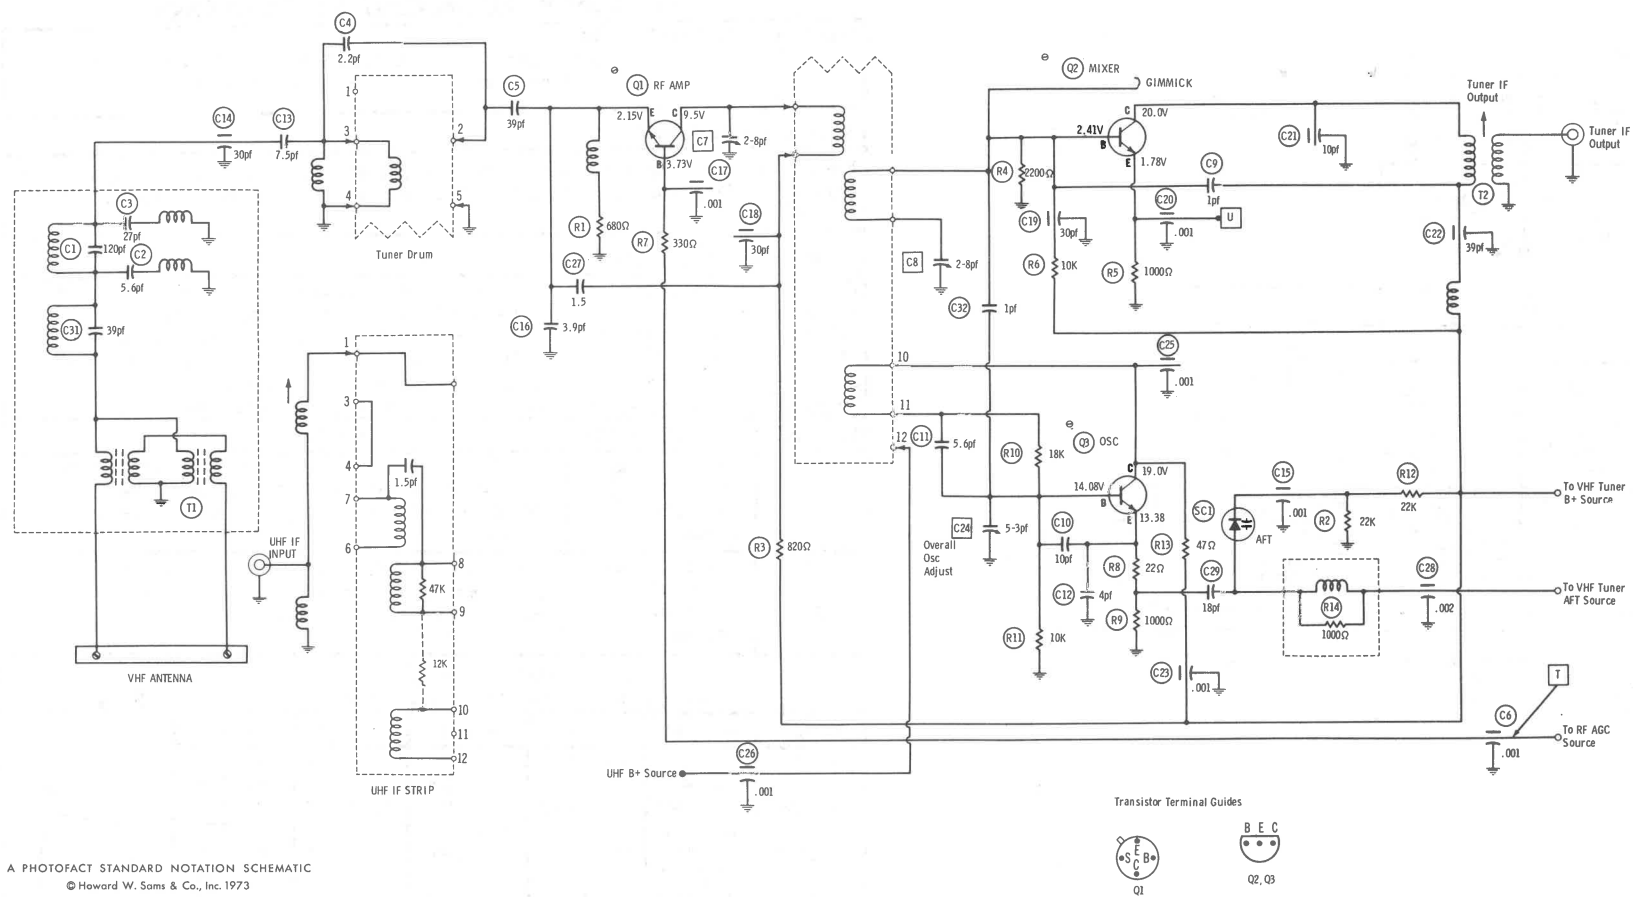 C4
2.2pf
1
3
4
2
5
Tuner Drum
C14
30pf
C13
7.5pf
C5
39pf
Q1 RF AMP
2.15V
E
C
9.5V
B
3.73V
C7
2-8pf
C17
.001
C18
30pf
R1
680Ω
R7
330Ω
C27
1.5
C16
3.9pf
C3
27pf
C1
120pf
C2
5.6pf
C31
39pf
T1
VHF ANTENNA
UHF IF
INPUT
1
3
4
7
6
1.5pf
8
47K
9
12K
10
11
12
UHF IF STRIP
Q2 MIXER
GIMMICK
C
20.0V
2.41V
B
E
1.78V
R4
2200Ω
C9
1pf
C19
30pf
C20
.001
U
R6
10K
R5
1000Ω
C8
2-8pf
C32
1pf
C21
10pf
Tuner IF
Output
Tuner IF
Output
T2
C22
39pf
C25
.001
10
11
12
C11
5.6pf
R10
18K
Q3 OSC
C
19.0V
14.08V
B
E
13.38
C24
5-3pf
Overall
Osc
Adjust
C10
10pf
C12
4pf
R13
47Ω
R8
22Ω
R9
1000Ω
R11
10K
R3
820Ω
SC1
AFT
C15
.001
R12
22K
R2
22K
To VHF Tuner
B+ Source
C29
18pf
R14
1000Ω
C28
.002
To VHF Tuner
AFT Source
C23
.001
T
C6
.001
To RF AGC
Source
UHF B+ Source
C26
.001
Transistor Terminal Guides
E
S B
C
Q1
B E C
Q2, Q3
A PHOTOFACT STANDARD NOTATION SCHEMATIC
© Howard W. Sams & Co., Inc. 1973